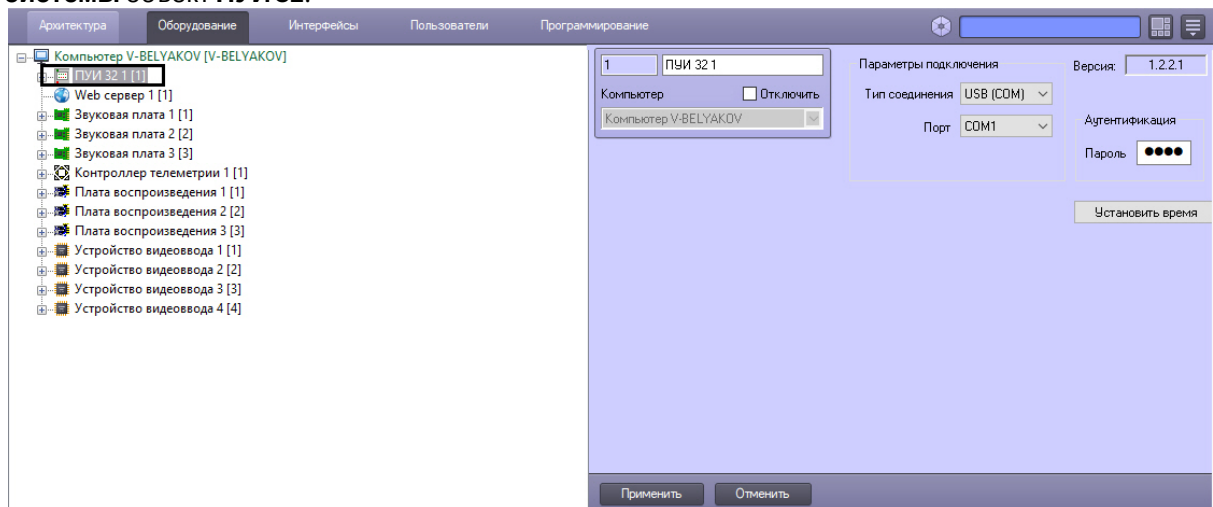 системы объект ПУИ 32.
Архитектура Оборудование Интерфейсы Пользователи Программирование
Компьютер V-BELYAKOV [V-BELYAKOV]
ПУИ 32 1 [1]
Web сервер 1 [1]
Звуковая плата 1 [1]
Звуковая плата 2 [2]
Звуковая плата 3 [3]
Контроллер телеметрии 1 [1]
Плата воспроизведения 1 [1]
Плата воспроизведения 2 [2]
Плата воспроизведения 3 [3]
Устройство видеоввода 1 [1]
Устройство видеоввода 2 [2]
Устройство видеоввода 3 [3]
Устройство видеоввода 4 [4]
1 ПУИ 32 1
Компьютер Отключить
Компьютер V-BELYAKOV
Параметры подключения
Тип соединения USB (COM)
Порт COM1
Версия: 1.2.2.1
Аутентификация
Пароль ●●●●
Установить время
Применить Отменить